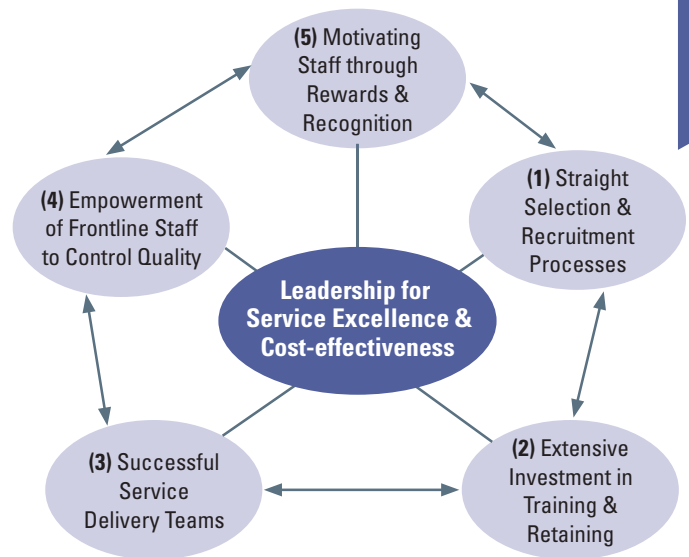 (5) Motivating
Staff through
Rewards &
Recognition
(1) Straight
Selection &
Recruitment
Processes
(4) Empowerment
of Frontline Staff
to Control Quality
Leadership for
Service Excellence &
Cost-effectiveness
(3) Successful
Service
Delivery Teams
(2) Extensive
Investment in
Training &
Retaining